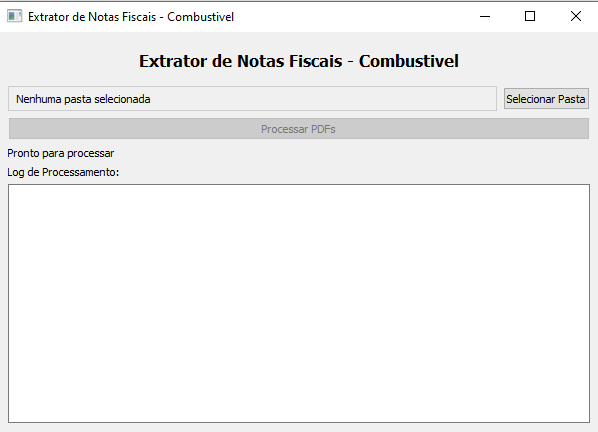 Extrator de Notas Fiscais - Combustivel
Extrator de Notas Fiscais - Combustivel
Nenhuma pasta selecionada
Selecionar Pasta
Processar PDFs
Pronto para processar
Log de Processamento: